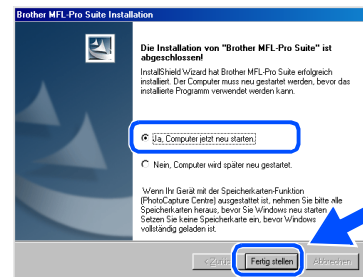 Brother MFL-Pro Suite Installation
Die Installation von "Brother MFL-Pro Suite" ist
abgeschlossen!
InstallShield Wizard hat Brother MFL-Pro Suite erfolgreich
installiert. Der Computer muss neu gestartet werden, bevor das
installierte Programm verwendet werden kann.
Ja, Computer jetzt neu starten.
Nein, Computer wird später neu gestartet.
Wenn Ihr Gerät mit der Speicherkarten-Funktion
(PhotoCapture Centre) ausgestattet ist, nehmen Sie bitte alle
Speicherkarten heraus, bevor Sie Windows neu starten
Setzen Sie keine Speicherkarte ein, bevor Windows
vollständig geladen ist.
Fertig stellen
Abbrechen